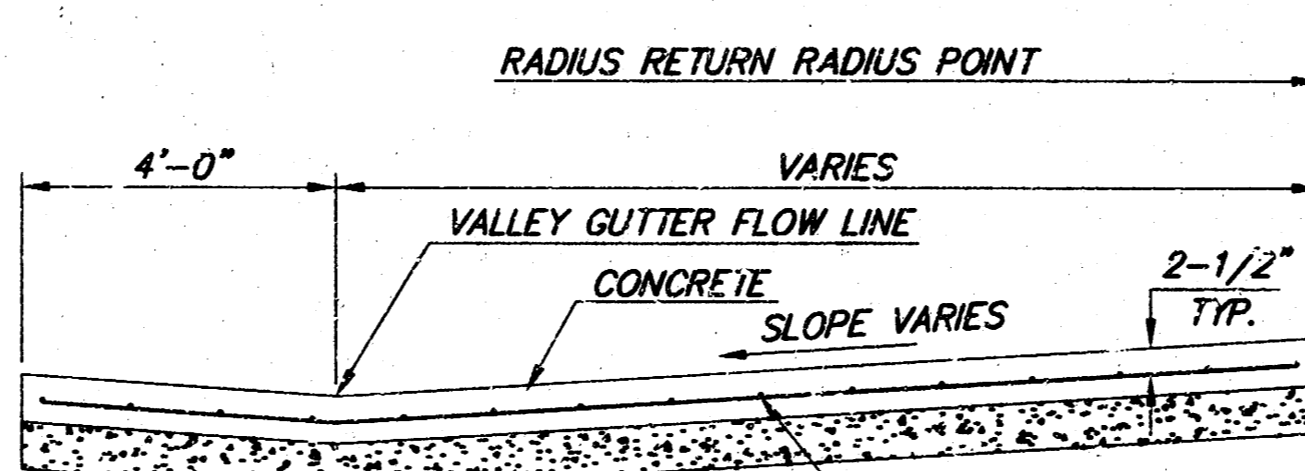 RADIUS RETURN RADIUS POINT
4'-0"
VARIES
VALLEY GUTTER FLOW LINE
CONCRETE
2-1/2"
SLOPE VARIES
TYP.